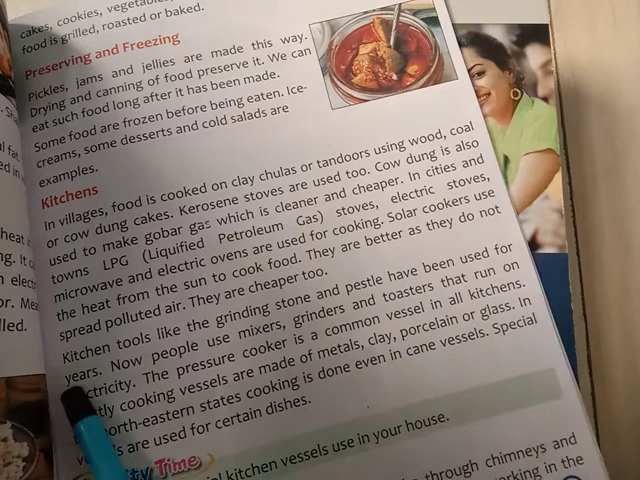 cakes, cookies, vegetables,
food is grilled, roasted or baked.
Preserving and Freezing
Pickles, jams and jellies are made this way.
Drying and canning of food preserve it. We can
eat such food long after it has been made.
Some food are frozen before being eaten. Ice-
creams, some desserts and cold salads are
examples.
Kitchens
In villages, food is cooked on clay chulas or tandoors using wood, coal
or cow dung cakes. Kerosene stoves are used too. Cow dung is also
used to make gobar gas which is cleaner and cheaper. In cities and
towns LPG (Liquified Petroleum Gas) stoves, electric stoves,
microwave and electric ovens are used for cooking. Solar cookers use
the heat from the sun to cook food. They are better as they do not
spread polluted air. They are cheaper too.
Kitchen tools like the grinding stone and pestle have been used for
years. Now people use mixers, grinders and toasters that run on
ctricity. The pressure cooker is a common vessel in all kitchens.
tly cooking vessels are made of metals, clay, porcelain or glass. In
north-eastern states cooking is done even in cane vessels. Special
are used for certain dishes.
ity Time
kitchen vessels use in your house.
through chimneys and
working in the